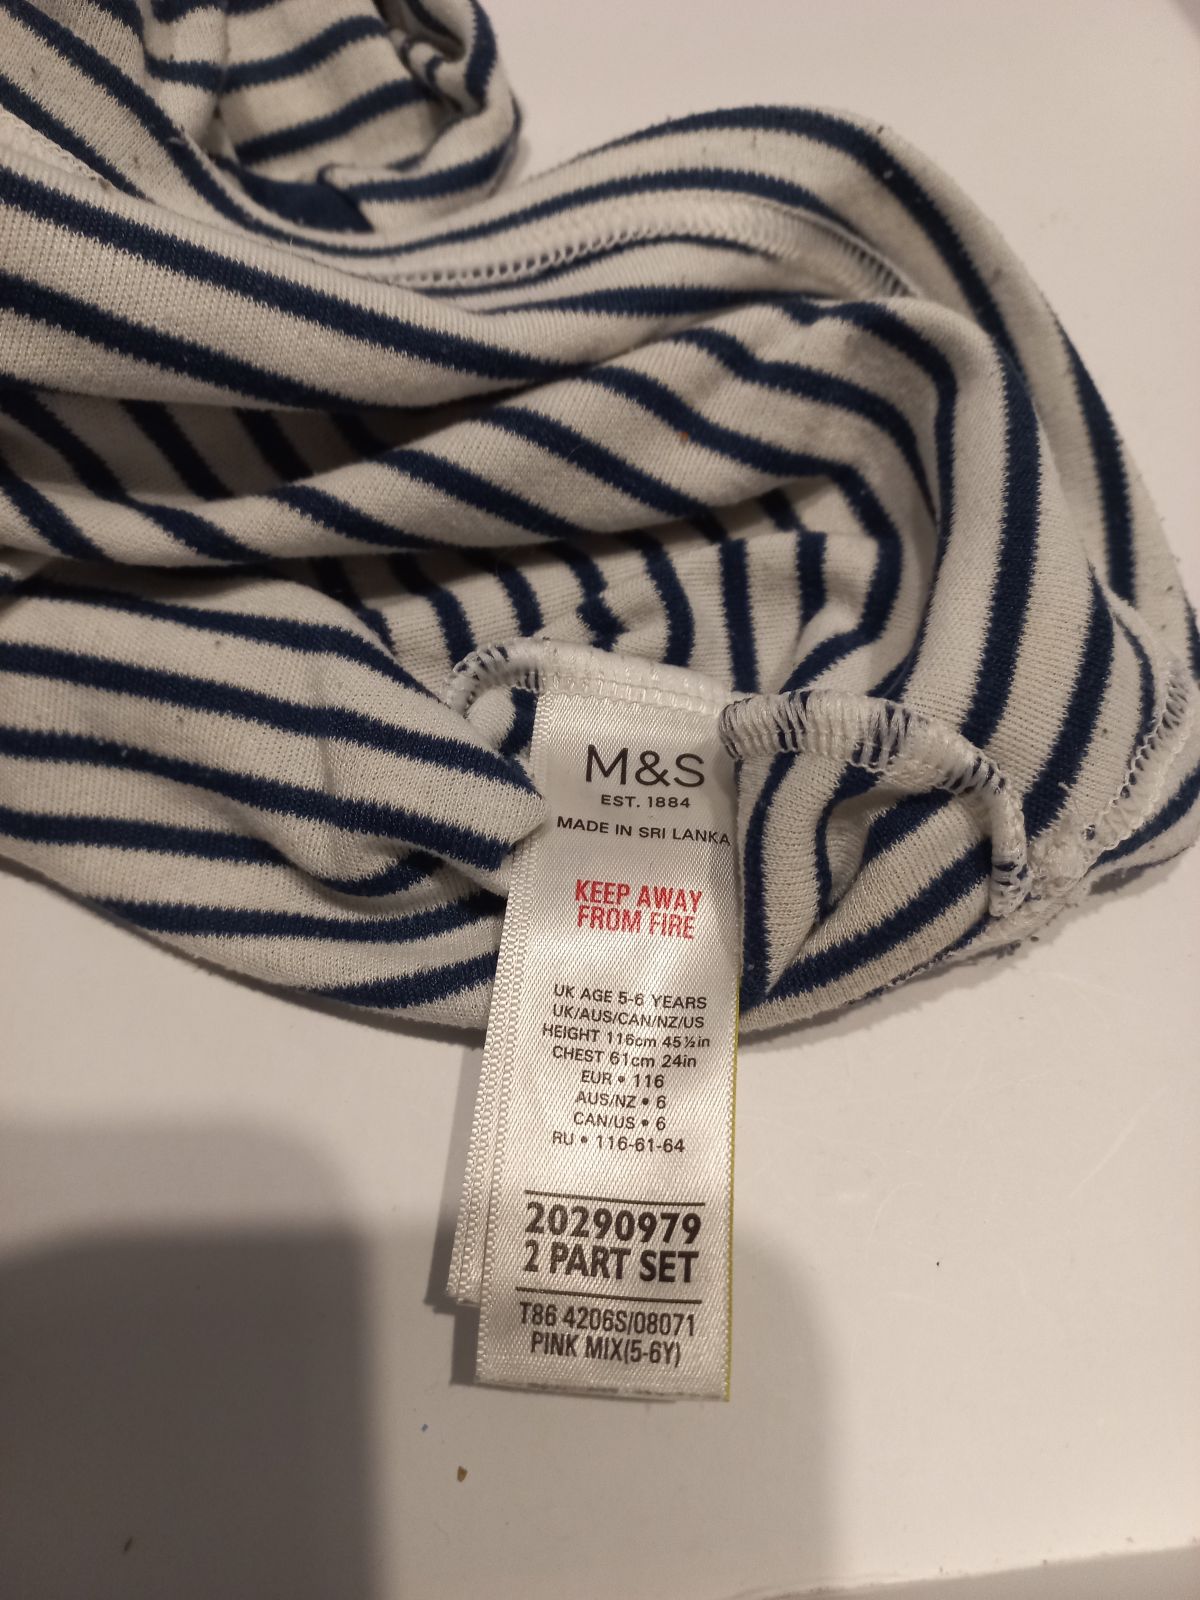 M&S
EST. 1884
MADE IN SRI LANKA
KEEP AWAY
FROM FIRE
UK AGE 5-6 YEARS
UK/AUS/CAN/NZ/US
HEIGHT 116cm 45½in
CHEST 61cm 24in
EUR • 116
AUS/NZ • 6
CAN/US • 6
RU • 116-61-64
20290979
2 PART SET
T86 4206S/08071
PINK MIX(5-6Y)